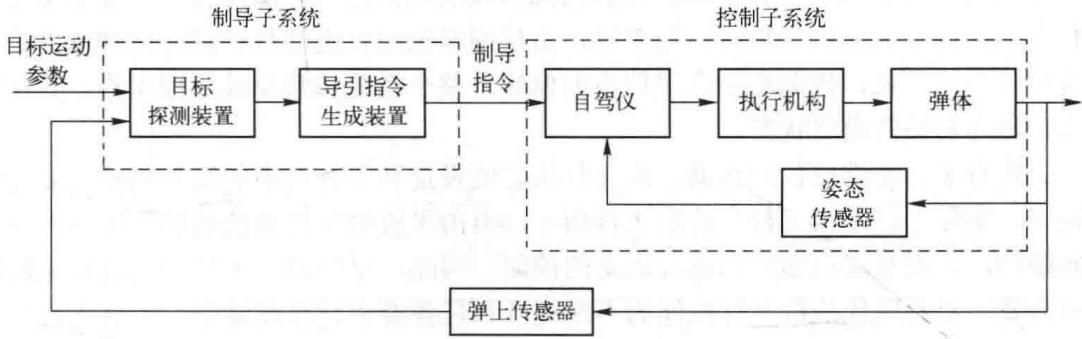 制导子系统
控制子系统
目标运动
参数
制导
指令
目标
探测装置
导引指令
生成装置
自驾仪
执行机构
弹体
姿态
传感器
弹上传感器